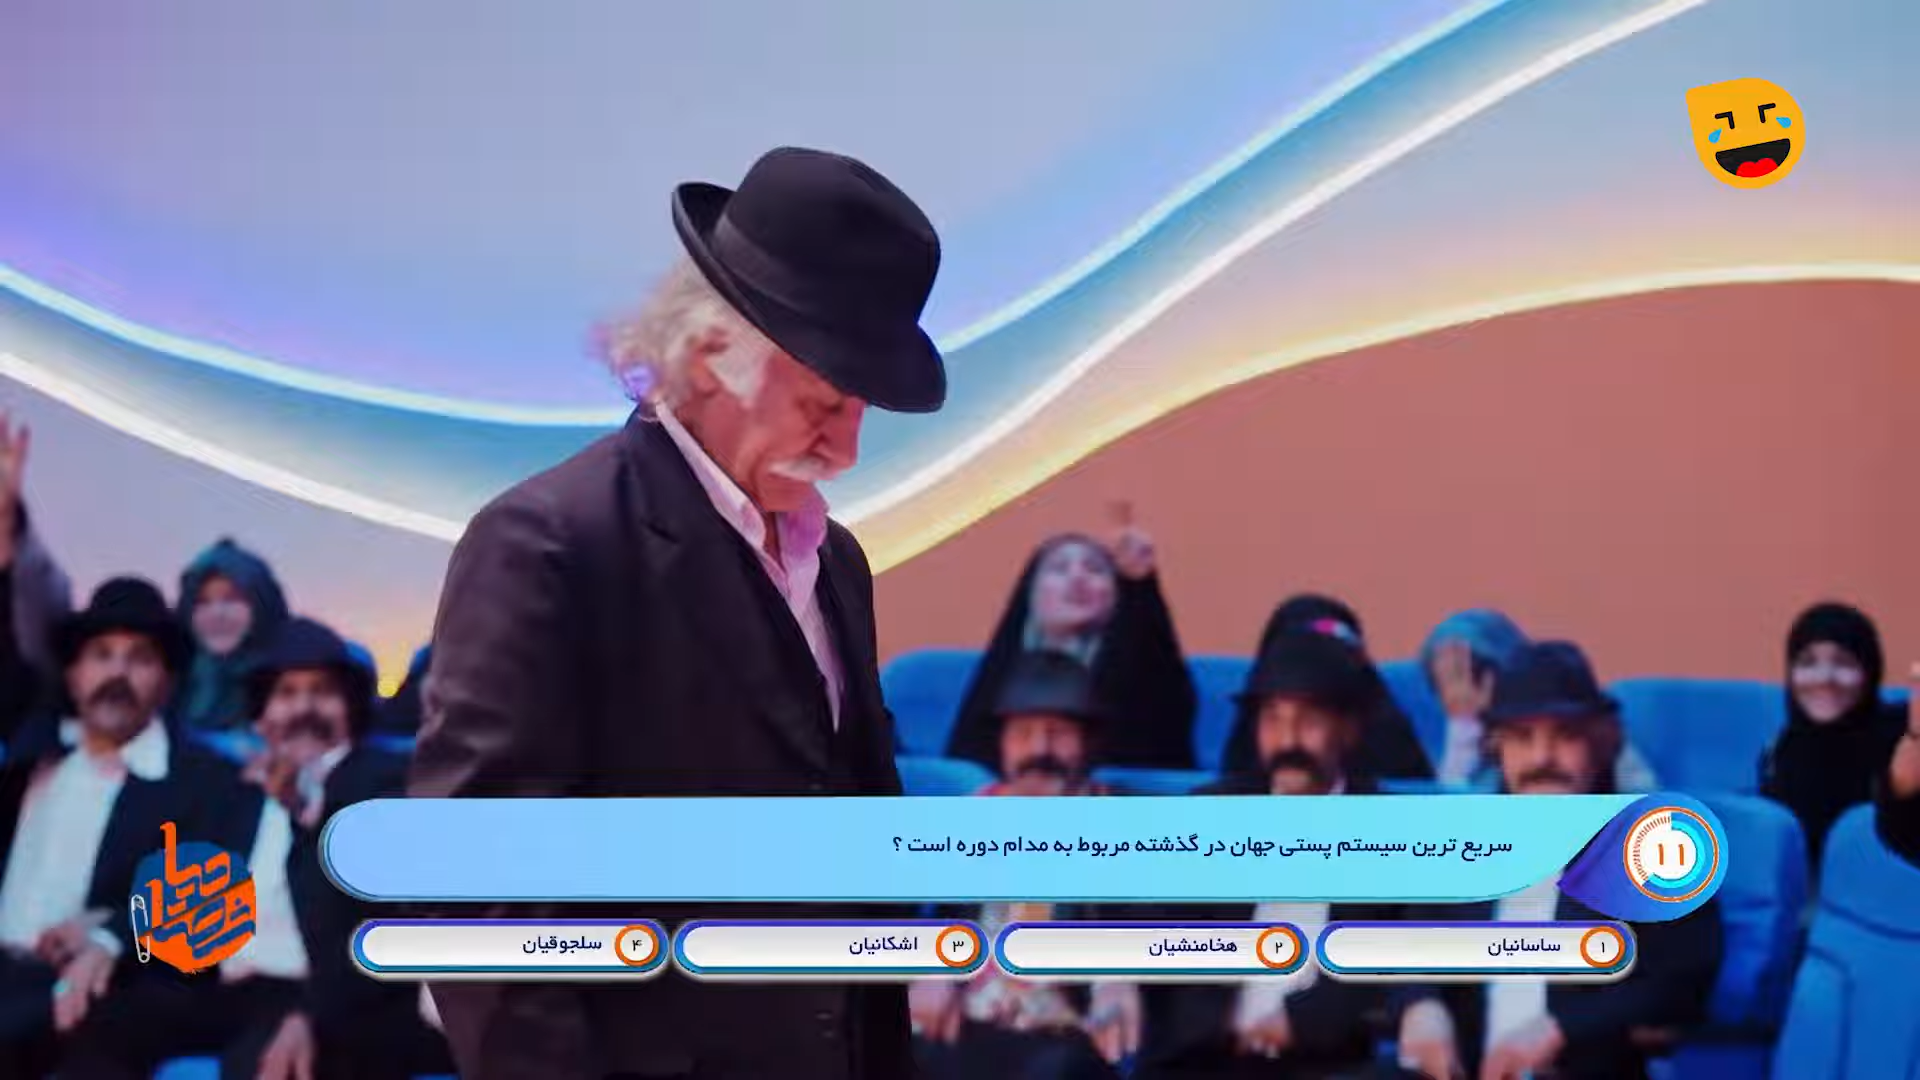 سریع ترین سیستم پستی جهان در گذشته مربوط به مدام دوره است ؟
۱۱
۱ ساسانیان
۲ هخامنشیان
۳ اشکانیان
۴ سلجوقیان